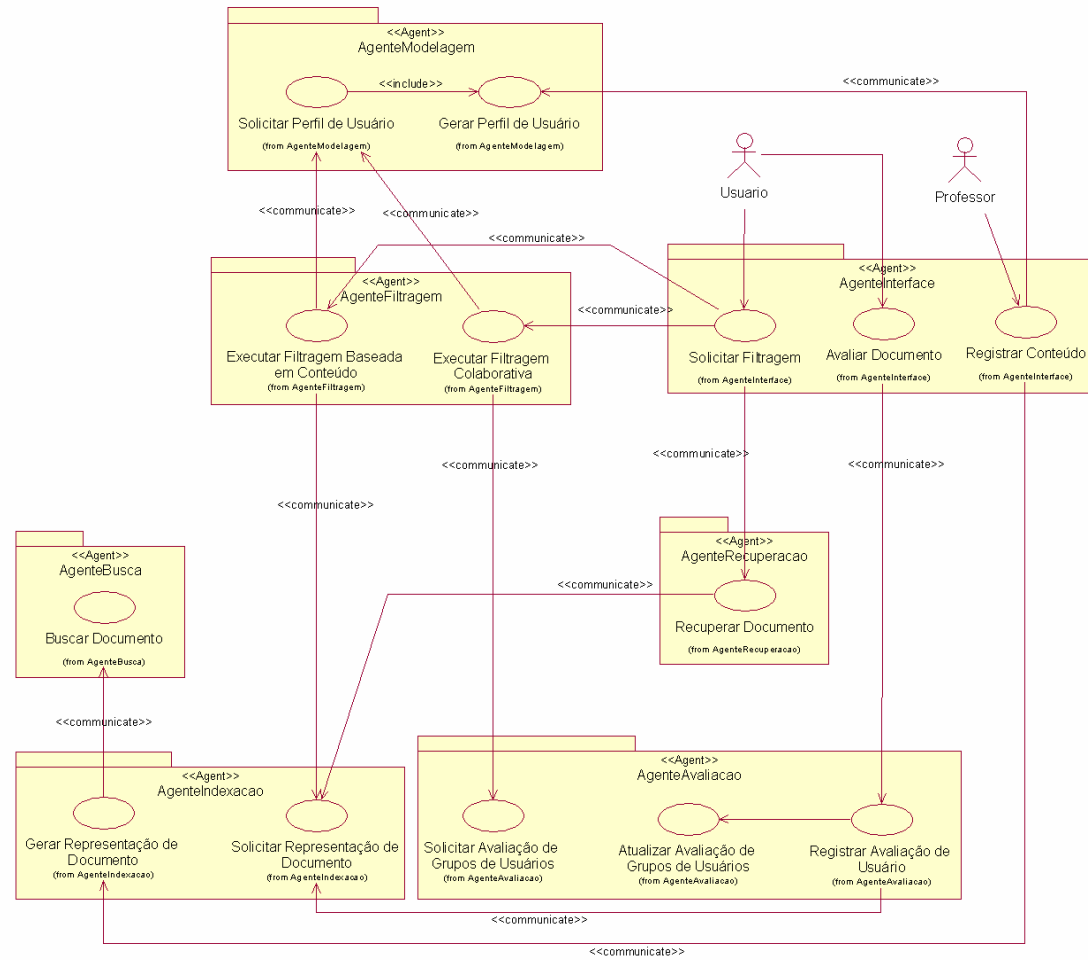 <<Agent>>
AgenteModelagem
<<include>>
<<communicate>>
Solicitar Perfil de Usuário
(from AgenteModelagem)
Gerar Perfil de Usuário
(from AgenteModelagem)
Usuario
Professor
<<communicate>>
<<communicate>>
<<communicate>>
<<Agent>>
AgenteFiltragem
<<Agent>>
AgenteInterface
<<communicate>>
Executar Filtragem Baseada
em Conteúdo
(from AgenteFiltragem)
Executar Filtragem
Colaborativa
(from AgenteFiltragem)
Solicitar Filtragem
(from AgenteInterface)
Avaliar Documento
(from AgenteInterface)
Registrar Conteúdo
(from AgenteInterface)
<<communicate>>
<<communicate>>
<<communicate>>
<<communicate>>
<<Agent>>
AgenteBusca
Buscar Documento
(from AgenteBusca)
<<Agent>>
AgenteRecuperacao
<<communicate>>
Recuperar Documento
(from AgenteRecuperacao)
<<communicate>>
<<Agent>>
AgenteIndexacao
Gerar Representação de
Documento
(from AgenteIndexacao)
Solicitar Representação de
Documento
(from AgenteIndexacao)
<<Agent>>
AgenteAvaliacao
Solicitar Avaliação de
Grupos de Usuários
(from AgenteAvaliacao)
Atualizar Avaliação de
Grupos de Usuários
(from AgenteAvaliacao)
Registrar Avaliação de
Usuário
(from AgenteAvaliacao)
<<communicate>>
<<communicate>>